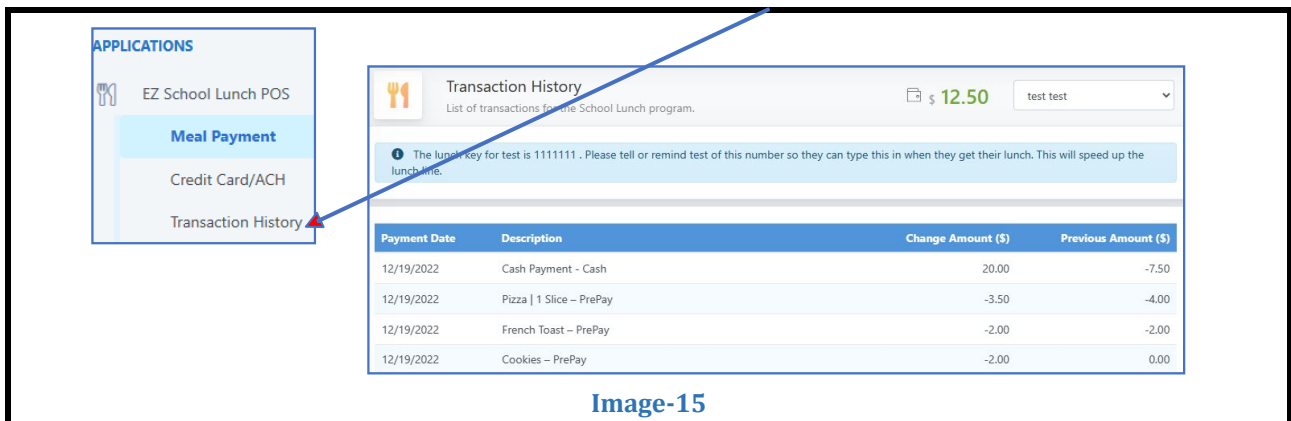 APPLICATIONS
EZ School Lunch POS
Meal Payment
Credit Card/ACH
Transaction History
Transaction History
List of transactions for the School Lunch program.
$ 12.50
test test
The lunch key for test is 1111111 . Please tell or remind test of this number so they can type this in when they get their lunch. This will speed up the
lunch line.
Payment Date Description Change Amount ($) Previous Amount ($)
12/19/2022 Cash Payment - Cash 20.00 -7.50
12/19/2022 Pizza | 1 Slice – PrePay -3.50 -4.00
12/19/2022 French Toast – PrePay -2.00 -2.00
12/19/2022 Cookies – PrePay -2.00 0.00
Image-15